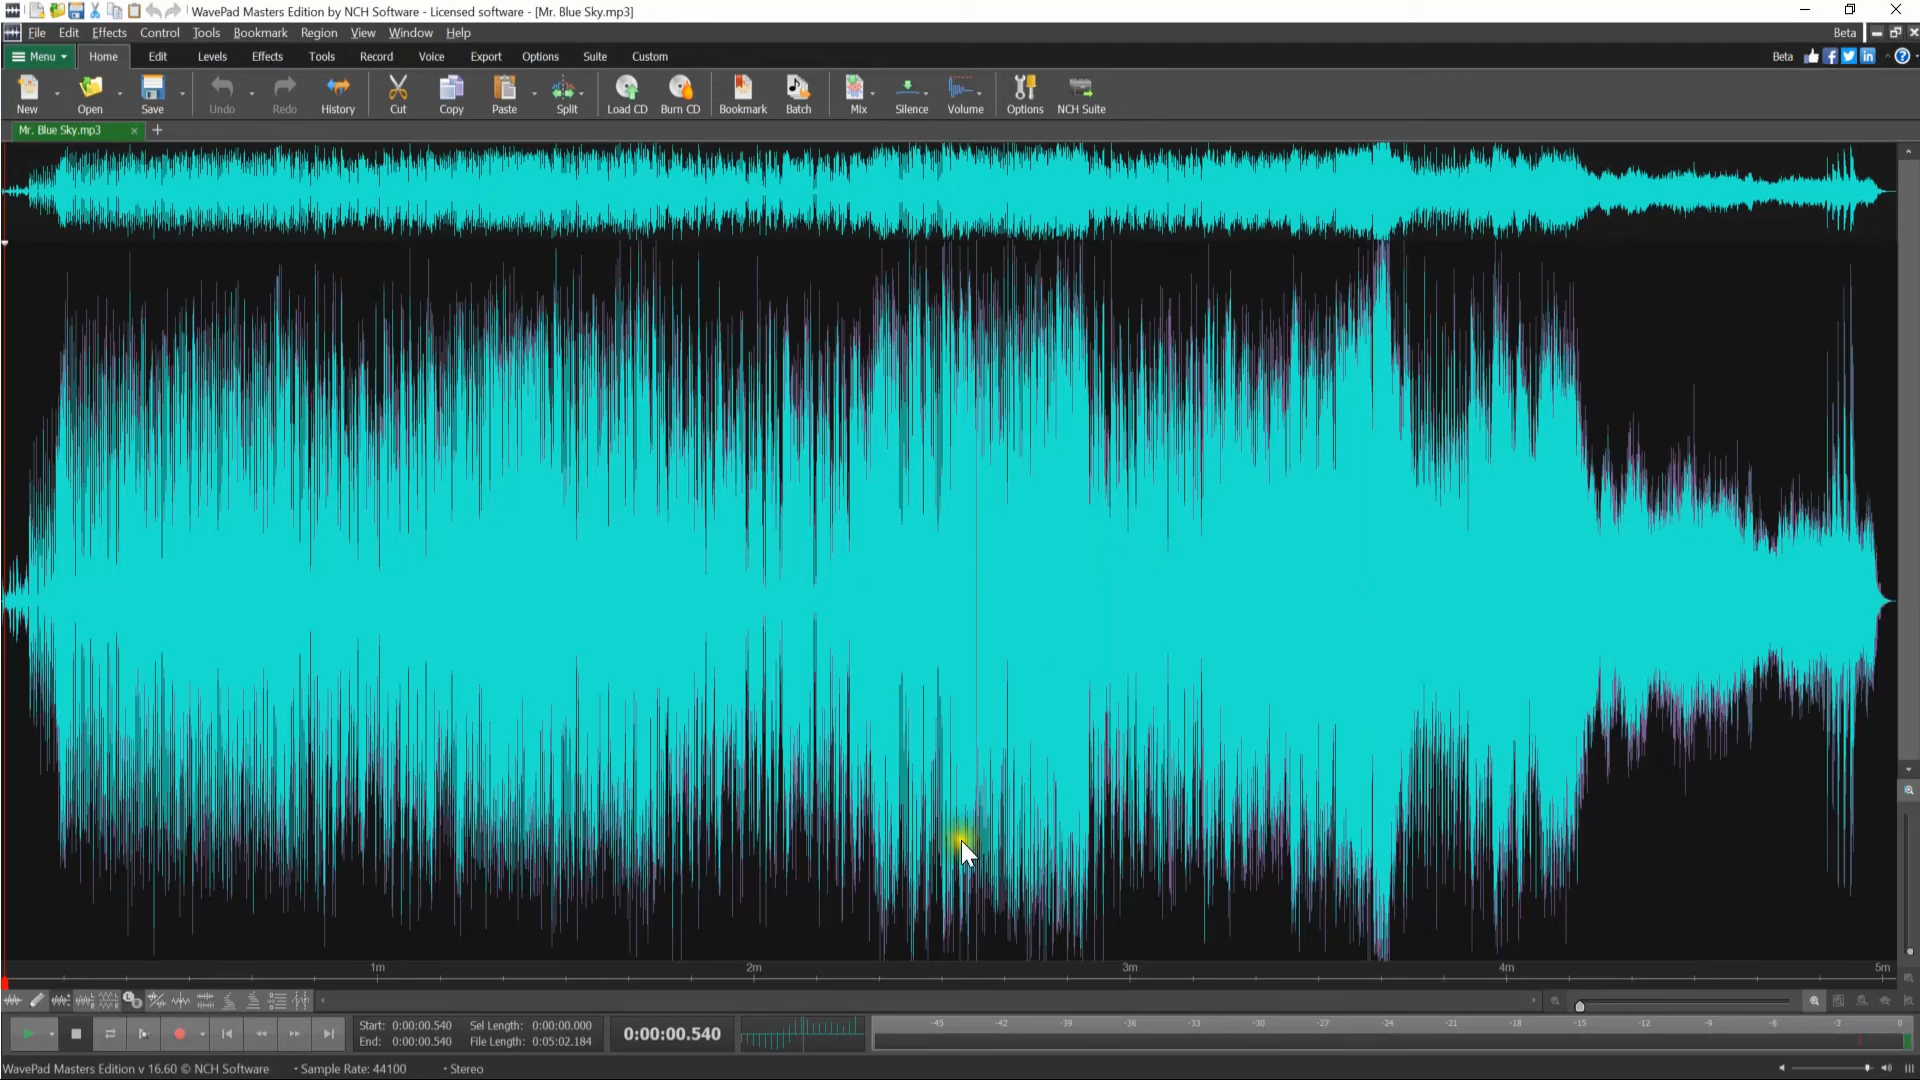 WavePad Masters Edition by NCH Software - Licensed software - [Mr. Blue Sky.mp3]
File Edit Effects Control Tools Bookmark Region View Window Help Beta
Menu Home Edit Levels Effects Tools Record Voice Export Options Suite Custom Beta
New Open Save Undo Redo History Cut Copy Paste Split Load CD Burn CD Bookmark Batch Mix Silence Volume Options NCH Suite
Mr. Blue Sky.mp3
1m 2m 3m 4m 5m
Start: 0:00:00.540 Sel Length: 0:00:00.000
End: 0:00:00.540 File Length: 0:05:02.184
0:00:00.540
-45 -42 -39 -36 -33 -30 -27 -24 -21 -18 -15 -12 -9 -6 -3 0
WavePad Masters Edition v 16.60 © NCH Software Sample Rate: 44100 Stereo